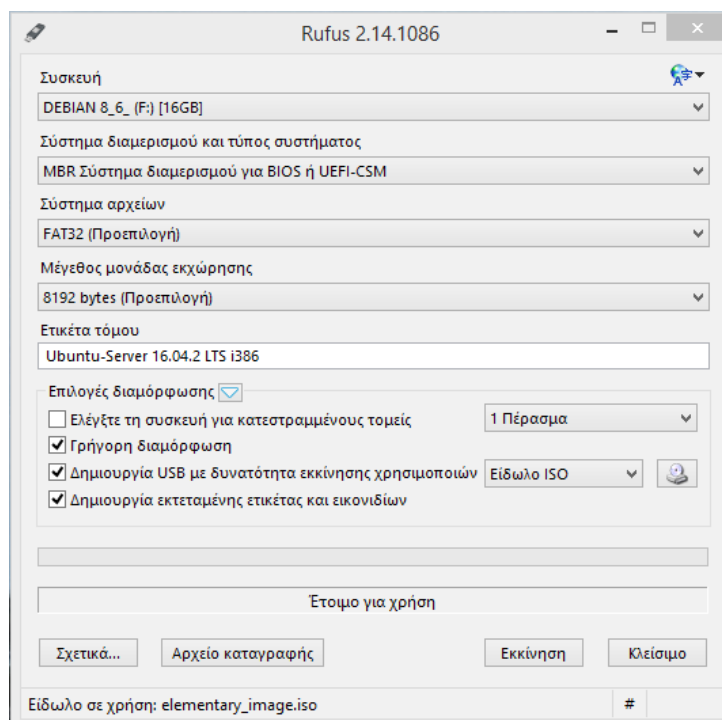 Rufus 2.14.1086
Συσκευή
DEBIAN 8_6_ (F:) [16GB]
Σύστημα διαμερισμού και τύπος συστήματος
MBR Σύστημα διαμερισμού για BIOS ή UEFI-CSM
Σύστημα αρχείων
FAT32 (Προεπιλογή)
Μέγεθος μονάδας εκχώρησης
8192 bytes (Προεπιλογή)
Ετικέτα τόμου
Ubuntu-Server 16.04.2 LTS i386
Επιλογές διαμόρφωσης
Ελέγξτε τη συσκευή για κατεστραμμένους τομείς 1 Πέρασμα
Γρήγορη διαμόρφωση
Δημιουργία USB με δυνατότητα εκκίνησης χρησιμοποιών Είδωλο ISO
Δημιουργία εκτεταμένης ετικέτας και εικονιδίων
Έτοιμο για χρήση
Σχετικά... Αρχείο καταγραφής Εκκίνηση Κλείσιμο
Είδωλο σε χρήση: elementary_image.iso #